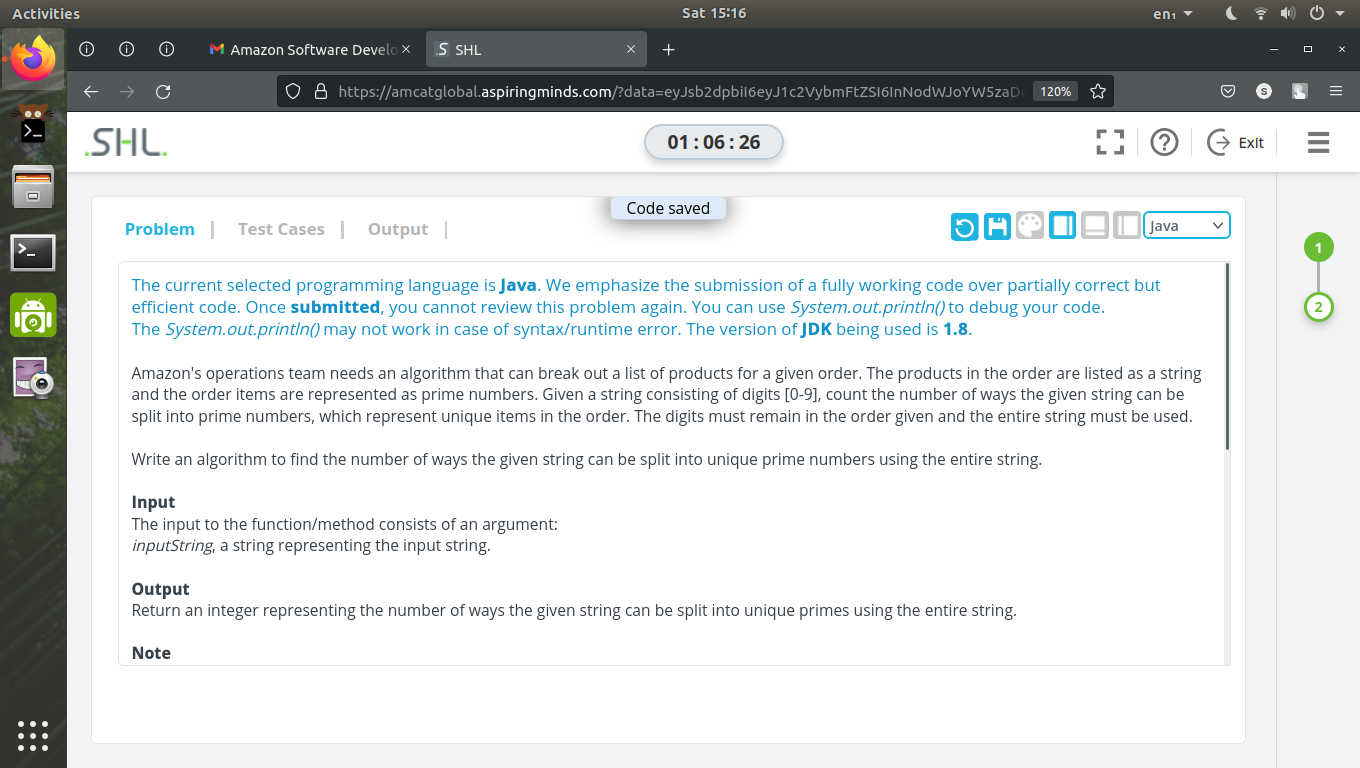 Activities
Sat 15:16
en₁
Amazon Software Develo
SHL
https://amcatglobal.aspiringminds.com/?data=eyJsb2dpbiI6eyJ1c2VybmFtZSI6InNodWJoYW5zaDc
120%
S
.SHL.
01 : 06 : 26
Exit
Code saved
Problem | Test Cases | Output |
Java
1
2
The current selected programming language is Java. We emphasize the submission of a fully working code over partially correct but
efficient code. Once submitted, you cannot review this problem again. You can use System.out.println() to debug your code.
The System.out.println() may not work in case of syntax/runtime error. The version of JDK being used is 1.8.
Amazon's operations team needs an algorithm that can break out a list of products for a given order. The products in the order are listed as a string
and the order items are represented as prime numbers. Given a string consisting of digits [0-9], count the number of ways the given string can be
split into prime numbers, which represent unique items in the order. The digits must remain in the order given and the entire string must be used.
Write an algorithm to find the number of ways the given string can be split into unique prime numbers using the entire string.
Input
The input to the function/method consists of an argument:
inputString, a string representing the input string.
Output
Return an integer representing the number of ways the given string can be split into unique primes using the entire string.
Note